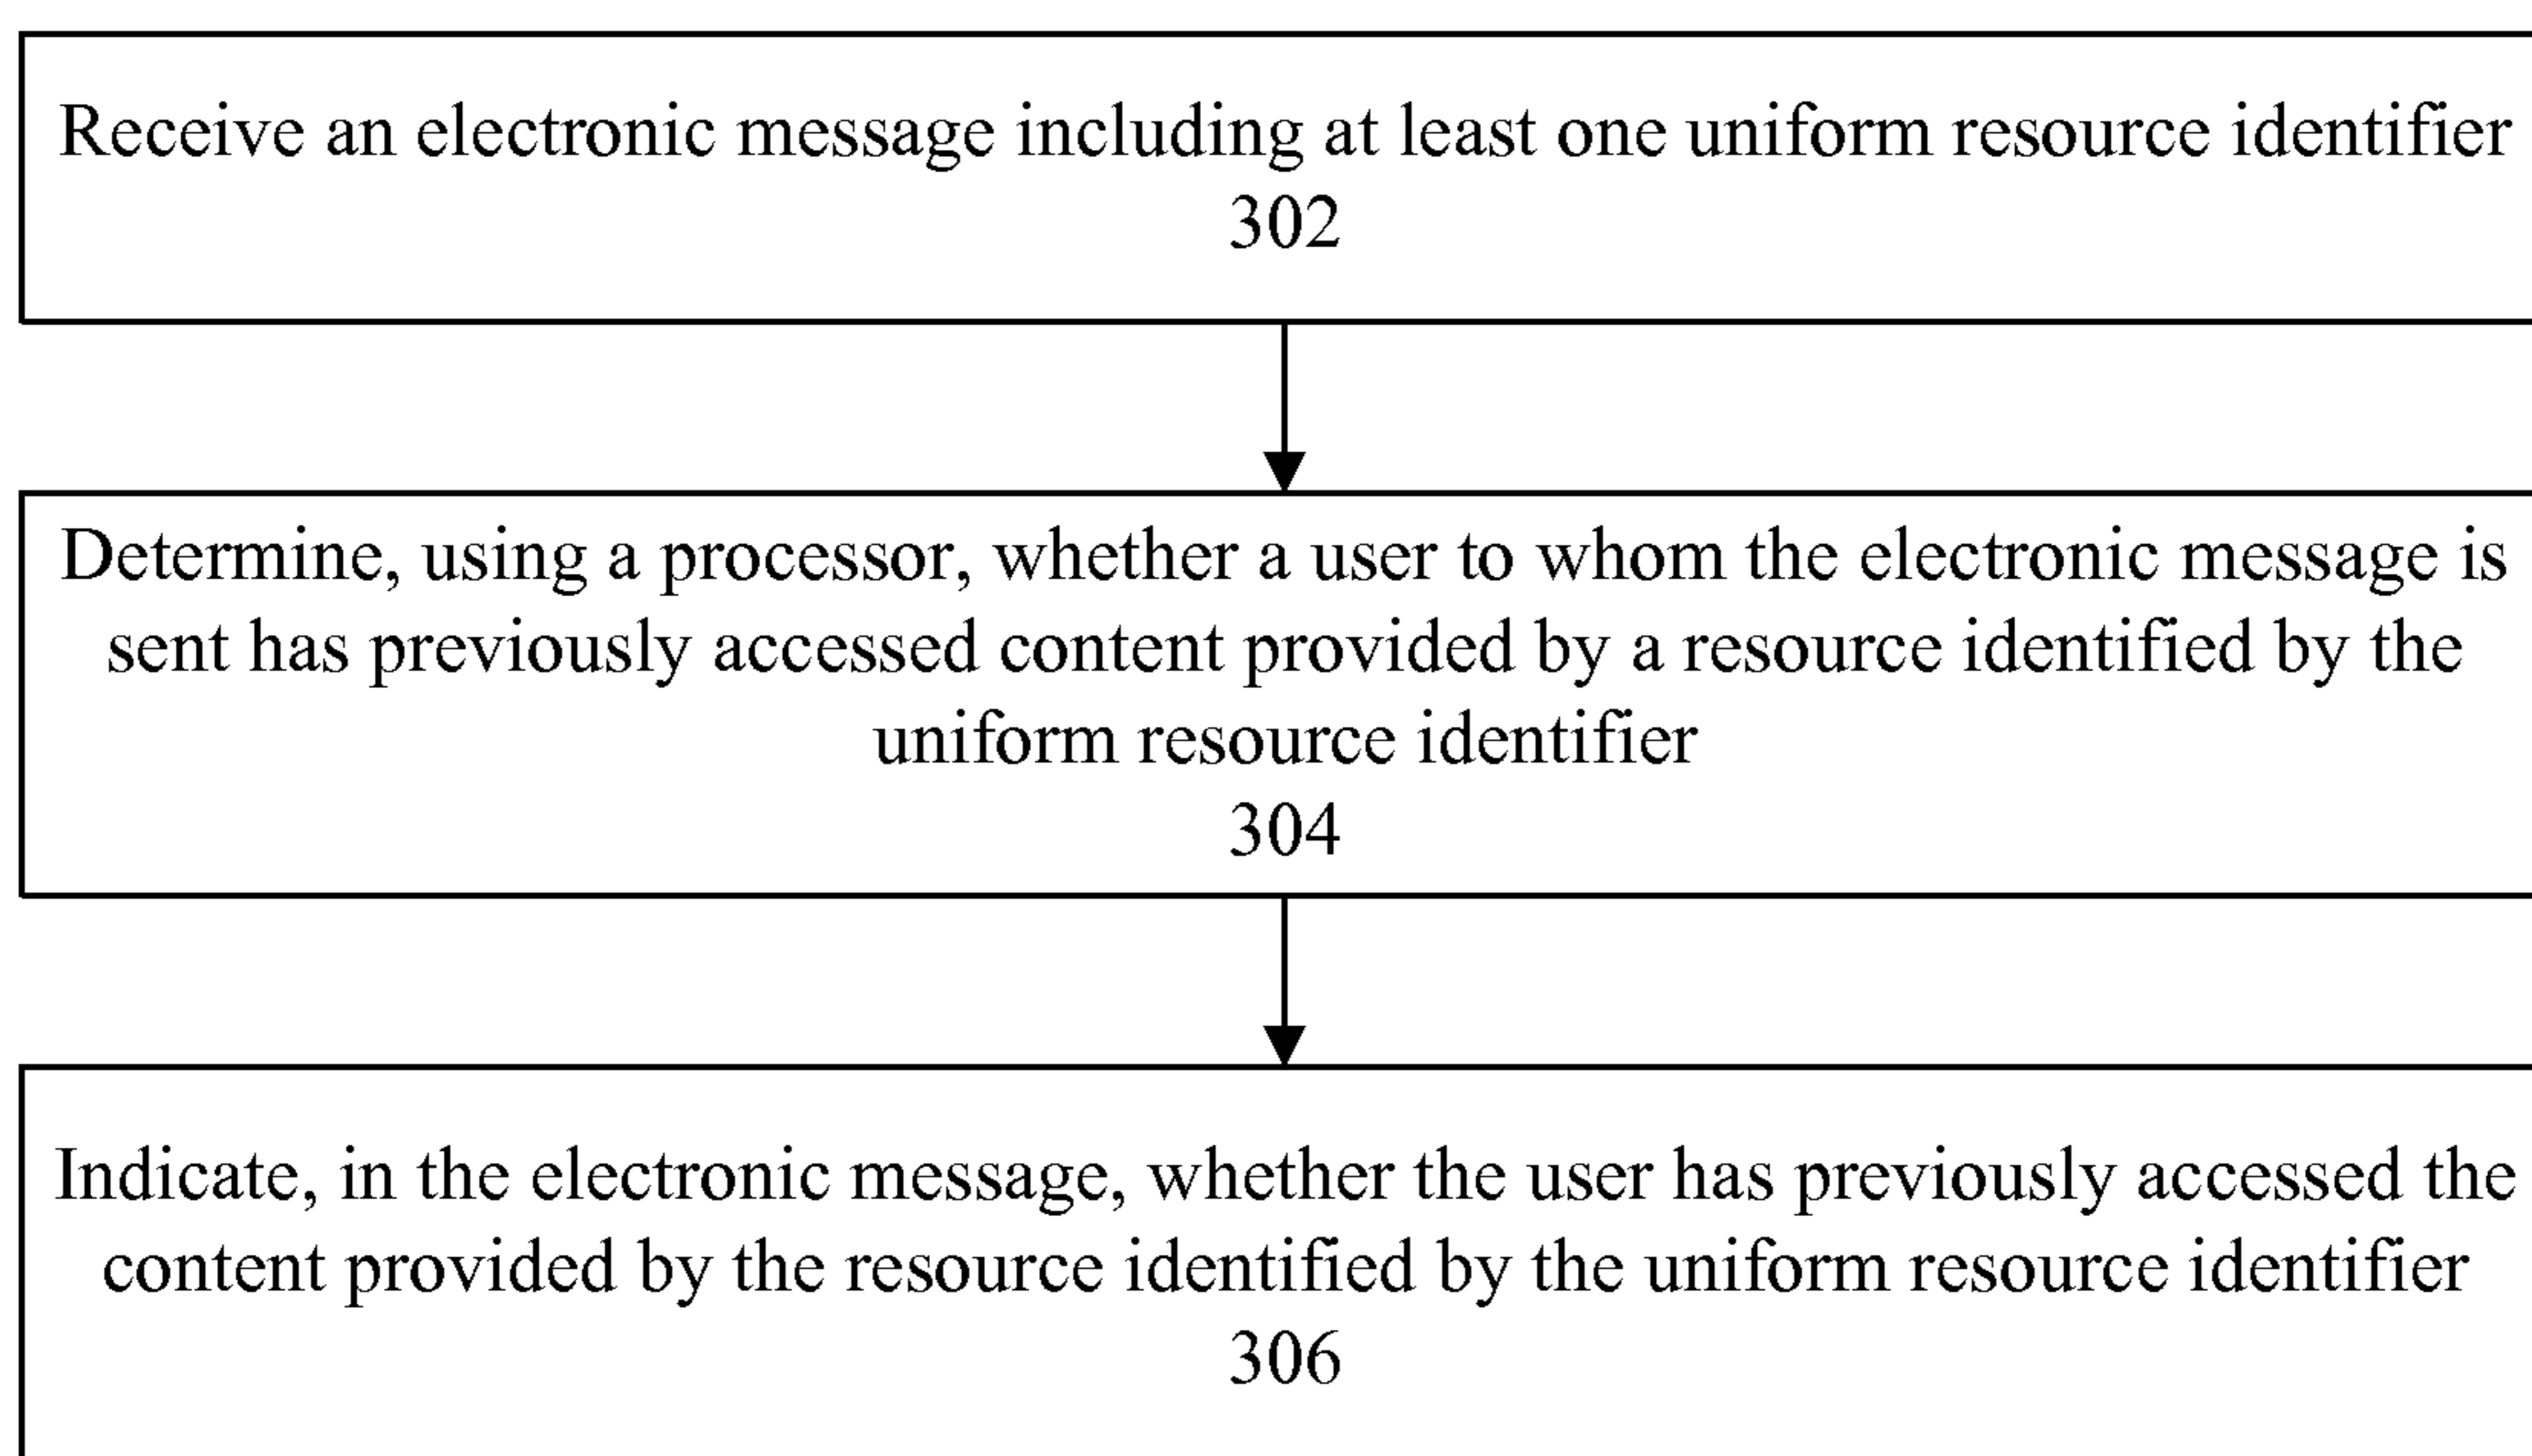 Receive an electronic message including at least one uniform resource identifier
302
Determine, using a processor, whether a user to whom the electronic message is
sent has previously accessed content provided by a resource identified by the
uniform resource identifier
304
Indicate, in the electronic message, whether the user has previously accessed the
content provided by the resource identified by the uniform resource identifier
306